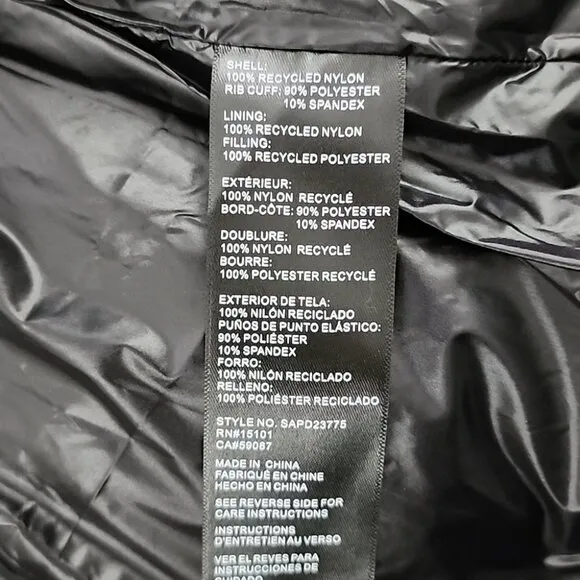 SHELL:
100% RECYCLED NYLON
RIB CUFF: 90% POLYESTER
10% SPANDEX
LINING:
100% RECYCLED NYLON
FILLING:
100% RECYCLED POLYESTER
EXTÉRIEUR:
100% NYLON RECYCLÉ
BORD-CÔTE: 90% POLYESTER
10% SPANDEX
DOUBLURE:
100% NYLON RECYCLÉ
BOURRE:
100% POLYESTER RECYCLÉ
EXTERIOR DE TELA:
100% NILÓN RECICLADO
PUÑOS DE PUNTO ELÁSTICO:
90% POLIÉSTER
10% SPANDEX
FORRO:
100% NILÓN RECICLADO
RELLENO:
100% POLIÉSTER RECICLADO
STYLE NO. SAPD23775
RN#15101
CA#59087
MADE IN CHINA
FABRIQUÉ EN CHINE
HECHO EN CHINA
SEE REVERSE SIDE FOR
CARE INSTRUCTIONS
INSTRUCTIONS
D'ENTRETIEN AU VERSO
VER EL REVES PARA
INSTRUCCIONES DE
CUIDADO